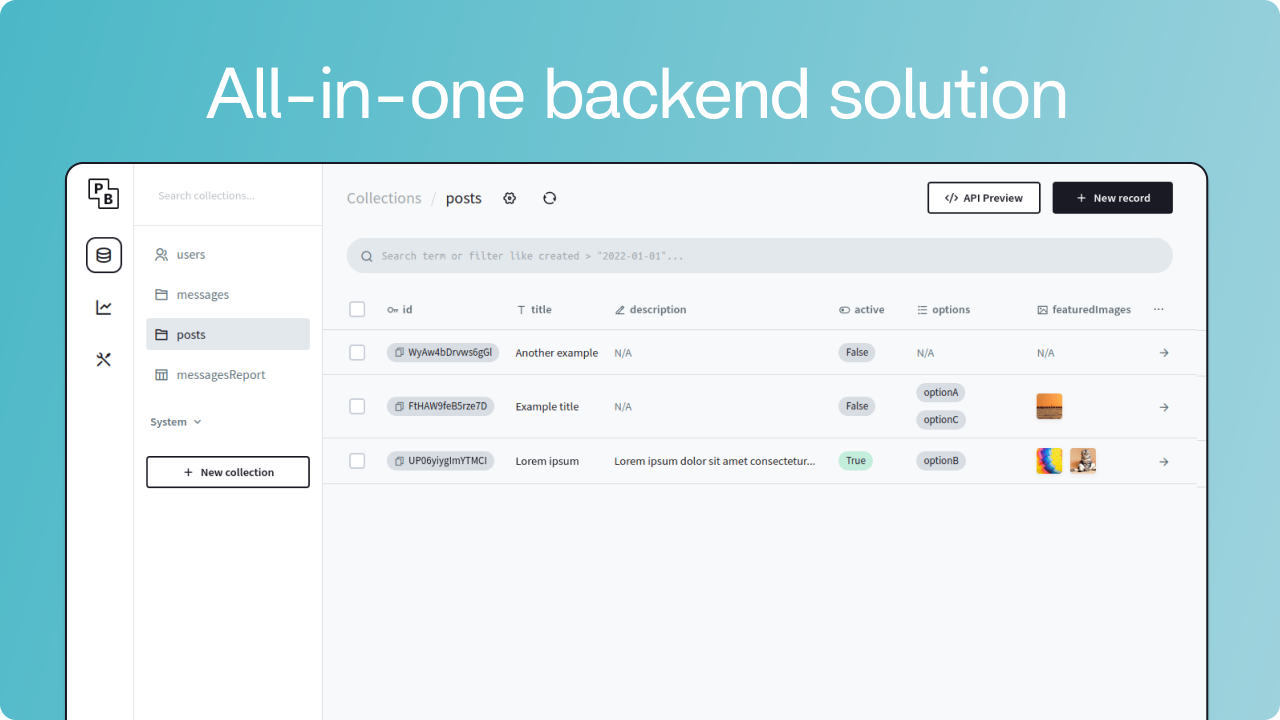 All-in-one backend solution
PB
Search collections...
users
messages
posts
messagesReport
System
+ New collection
Collections / posts
API Preview
+ New record
Search term or filter like created > "2022-01-01"...
id title description active options featuredImages ...
WyAw4bDrvws6gGl Another example N/A False N/A N/A
FtHAW9feB5rze7D Example title N/A False optionA optionC
UP06yiygImYTMCI Lorem ipsum Lorem ipsum dolor sit amet consectetur... True optionB